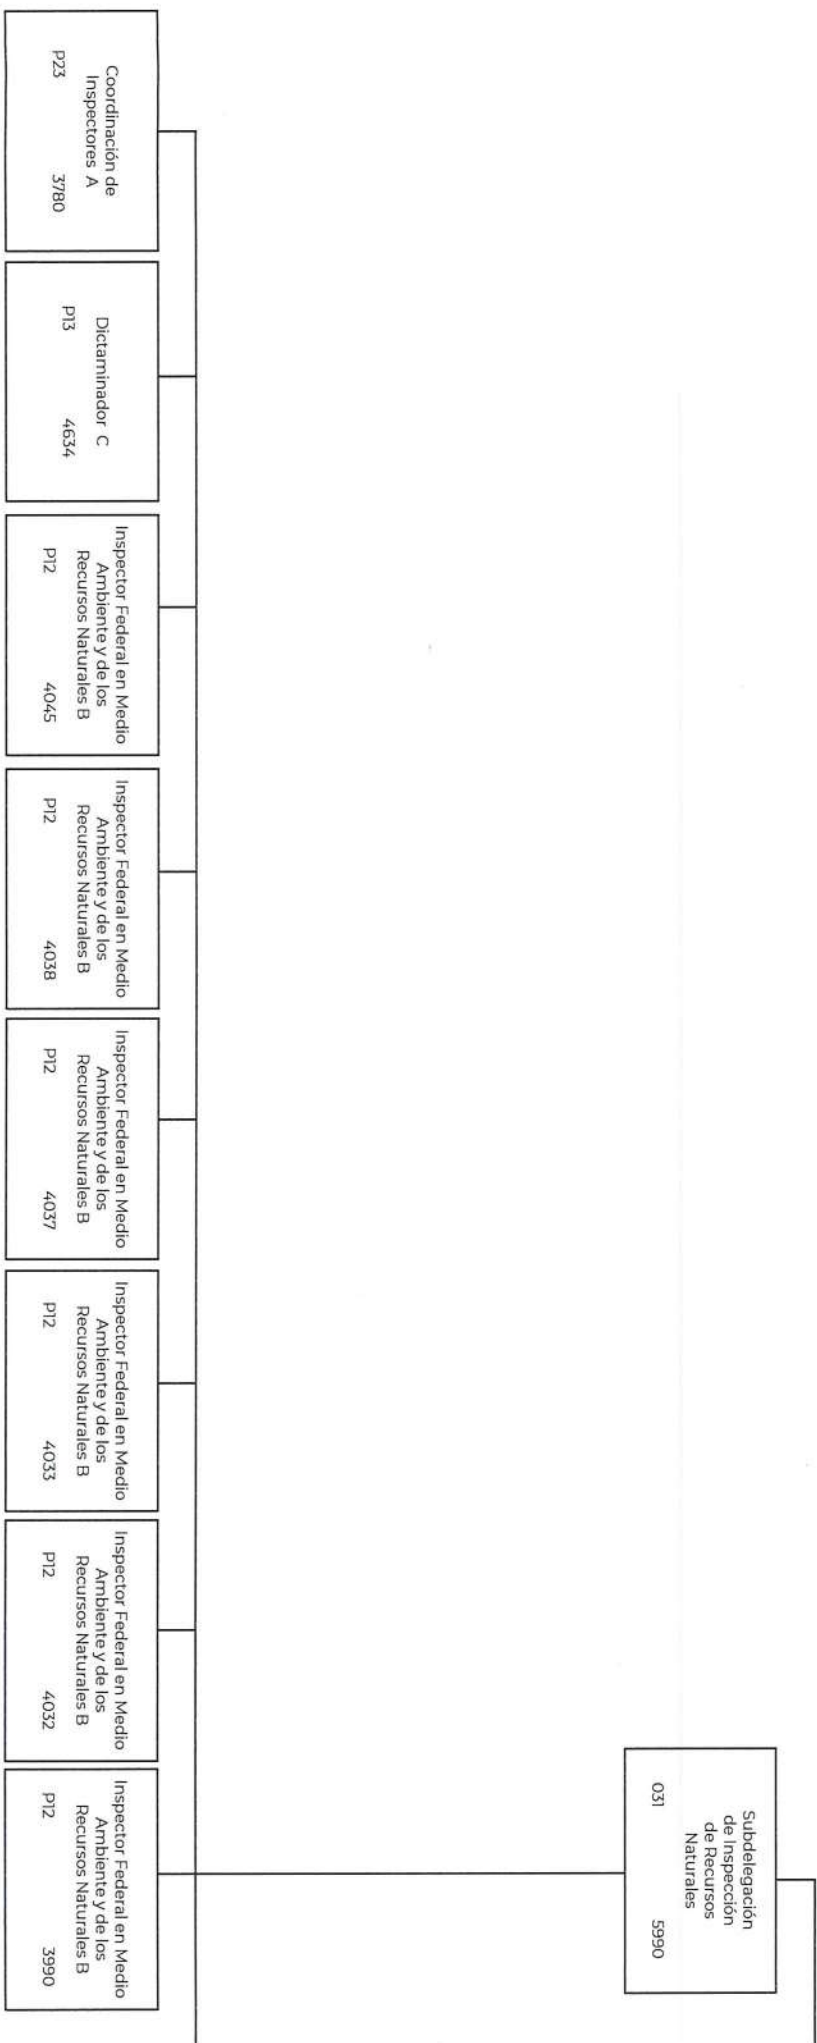 Subdelegación
de Inspección
de Recursos
Naturales
031 5990
Coordinación de
Inspectores A
P23 3780
Dictaminador C
P13 4634
Inspector Federal en Medio
Ambiente y de los
Recursos Naturales B
P12 4045
Inspector Federal en Medio
Ambiente y de los
Recursos Naturales B
P12 4038
Inspector Federal en Medio
Ambiente y de los
Recursos Naturales B
P12 4037
Inspector Federal en Medio
Ambiente y de los
Recursos Naturales B
P12 4033
Inspector Federal en Medio
Ambiente y de los
Recursos Naturales B
P12 4032
Inspector Federal en Medio
Ambiente y de los
Recursos Naturales B
P12 3990